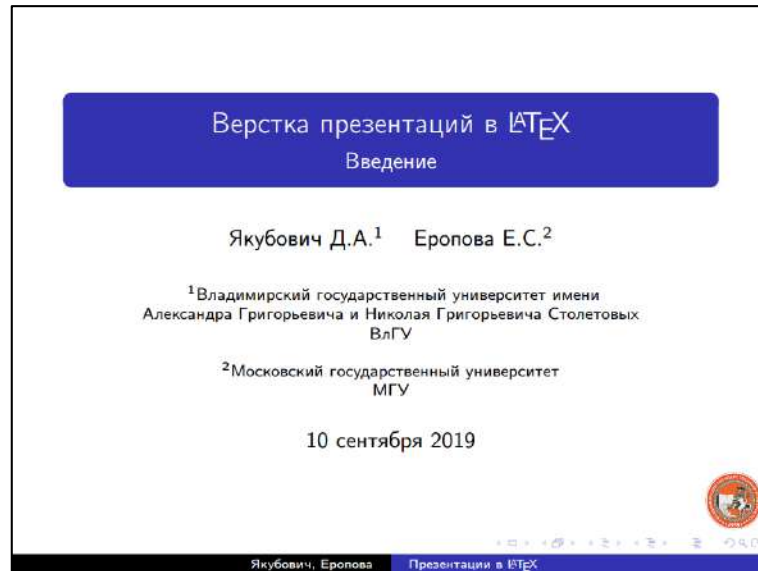 Верстка презентаций в LATEX
Введение
Якубович Д.А.¹ Еропова Е.С.²
¹Владимирский государственный университет имени
Александра Григорьевича и Николая Григорьевича Столетовых
ВлГУ
²Московский государственный университет
МГУ
10 сентября 2019
Якубович, Еропова Презентации в LATEX